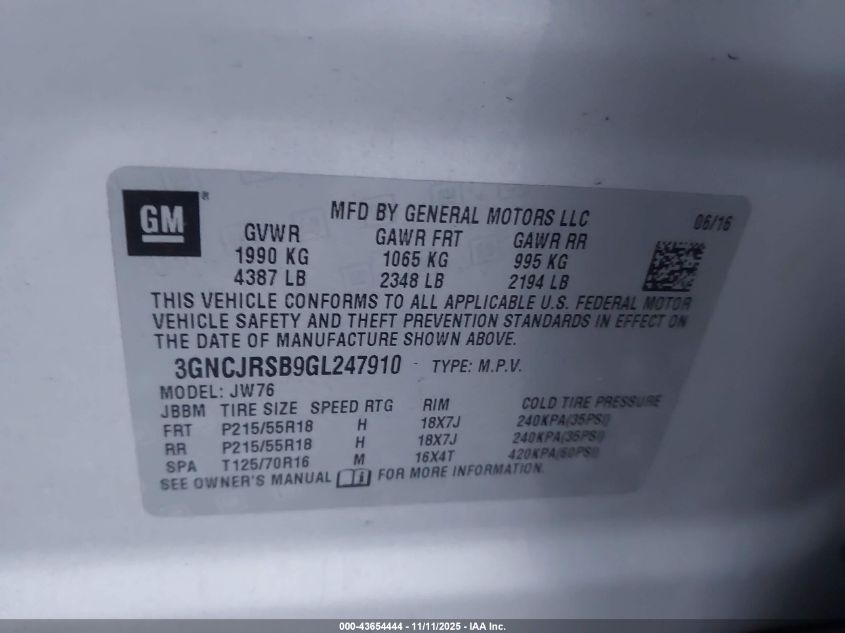 GM®
MFD BY GENERAL MOTORS LLC 06/16
GVWR GAWR FRT GAWR RR
1990 KG 1065 KG 995 KG
4387 LB 2348 LB 2194 LB
THIS VEHICLE CONFORMS TO ALL APPLICABLE U.S. FEDERAL MOTOR
VEHICLE SAFETY AND THEFT PREVENTION STANDARDS IN EFFECT ON
THE DATE OF MANUFACTURE SHOWN ABOVE.
3GNCJRSB9GL247910 - TYPE: M.P.V.
MODEL: JW76
JBBM TIRE SIZE SPEED RTG RIM COLD TIRE PRESSURE
FRT P215/55R18 H 18X7J 240KPA(35PSI)
RR P215/55R18 H 18X7J 240KPA(35PSI)
SPA T125/70R16 M 16X4T 420KPA(60PSI)
SEE OWNER'S MANUAL FOR MORE INFORMATION.
000-43654444 - 11/11/2025 - IAA Inc.